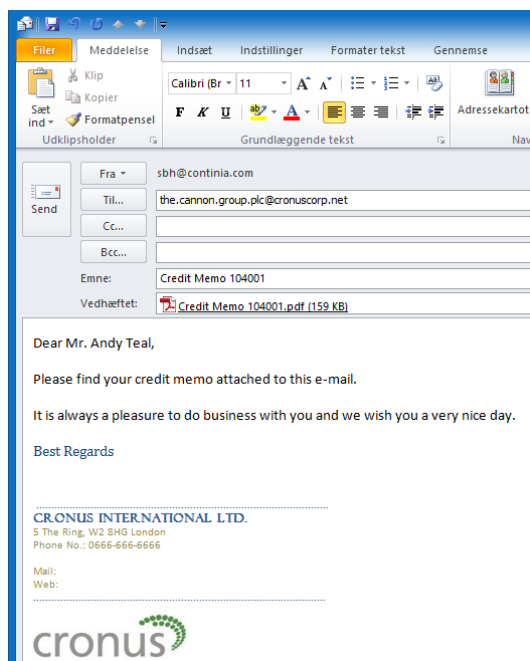 Filer Meddelelse Indsæt Indstillinger Formater tekst Gennemse
Sæt ind
Klip
Kopier
Formatpensel
Udklipsholder
Calibri (Br 11
F K U
Grundlæggende tekst
Adressekartot
Nav
Send
Fra sbh@continia.com
Til... the.cannon.group.plc@cronuscorp.net
Cc...
Bcc...
Emne: Credit Memo 104001
Vedhæftet: Credit Memo 104001.pdf (159 KB)
Dear Mr. Andy Teal,
Please find your credit memo attached to this e-mail.
It is always a pleasure to do business with you and we wish you a very nice day.
Best Regards
CRONUS INTERNATIONAL LTD.
5 The Ring, W2 8HG London
Phone No.: 0666-666-6666
Mail:
Web:
cronus